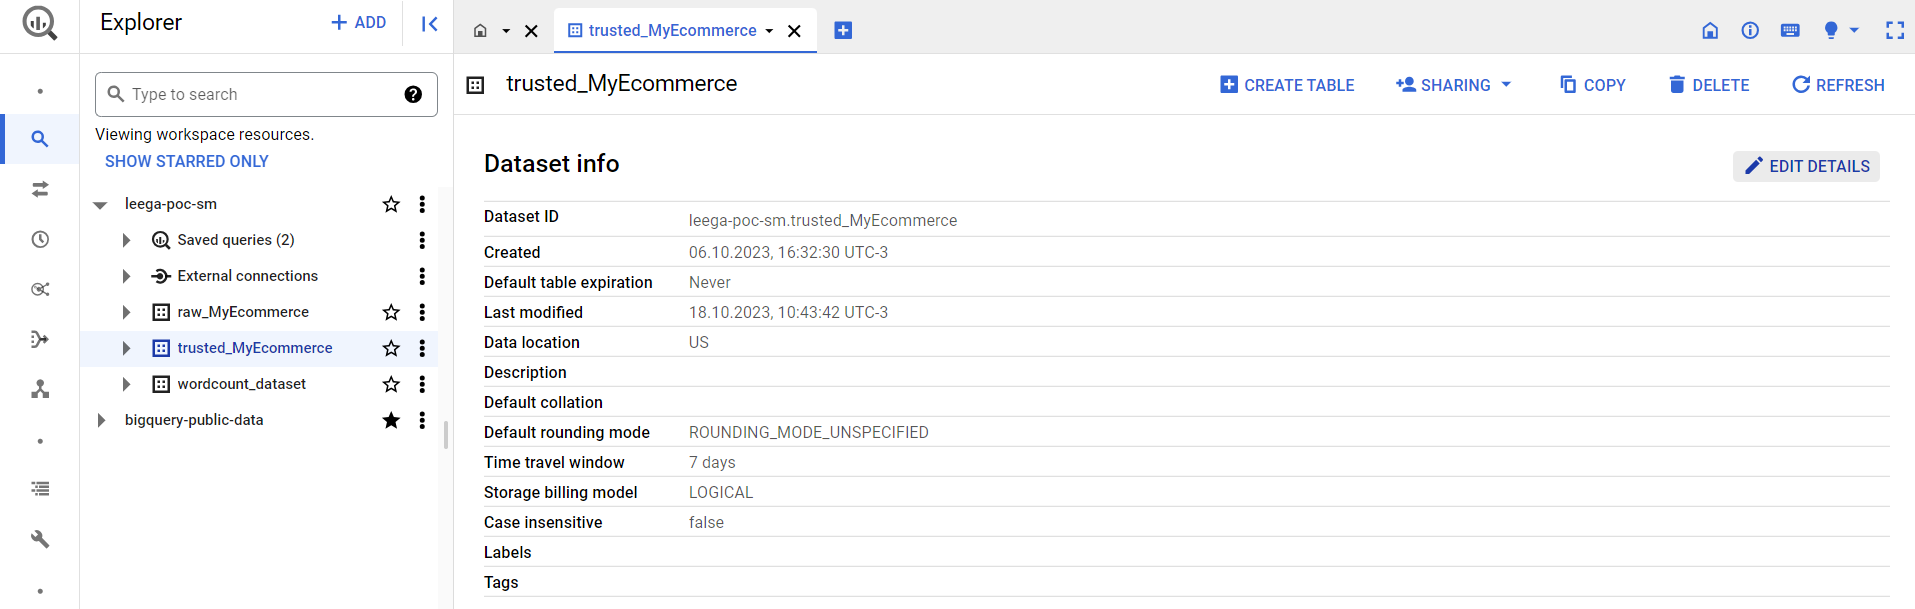 Explorer
+ ADD
Type to search
Viewing workspace resources.
SHOW STARRED ONLY
leega-poc-sm
Saved queries (2)
External connections
raw_MyEcommerce
trusted_MyEcommerce
wordcount_dataset
bigquery-public-data
trusted_MyEcommerce
trusted_MyEcommerce
CREATE TABLE
SHARING
COPY
DELETE
REFRESH
Dataset info
EDIT DETAILS
Dataset ID leega-poc-sm.trusted_MyEcommerce
Created 06.10.2023, 16:32:30 UTC-3
Default table expiration Never
Last modified 18.10.2023, 10:43:42 UTC-3
Data location US
Description
Default collation
Default rounding mode ROUNDING_MODE_UNSPECIFIED
Time travel window 7 days
Storage billing model LOGICAL
Case insensitive false
Labels
Tags